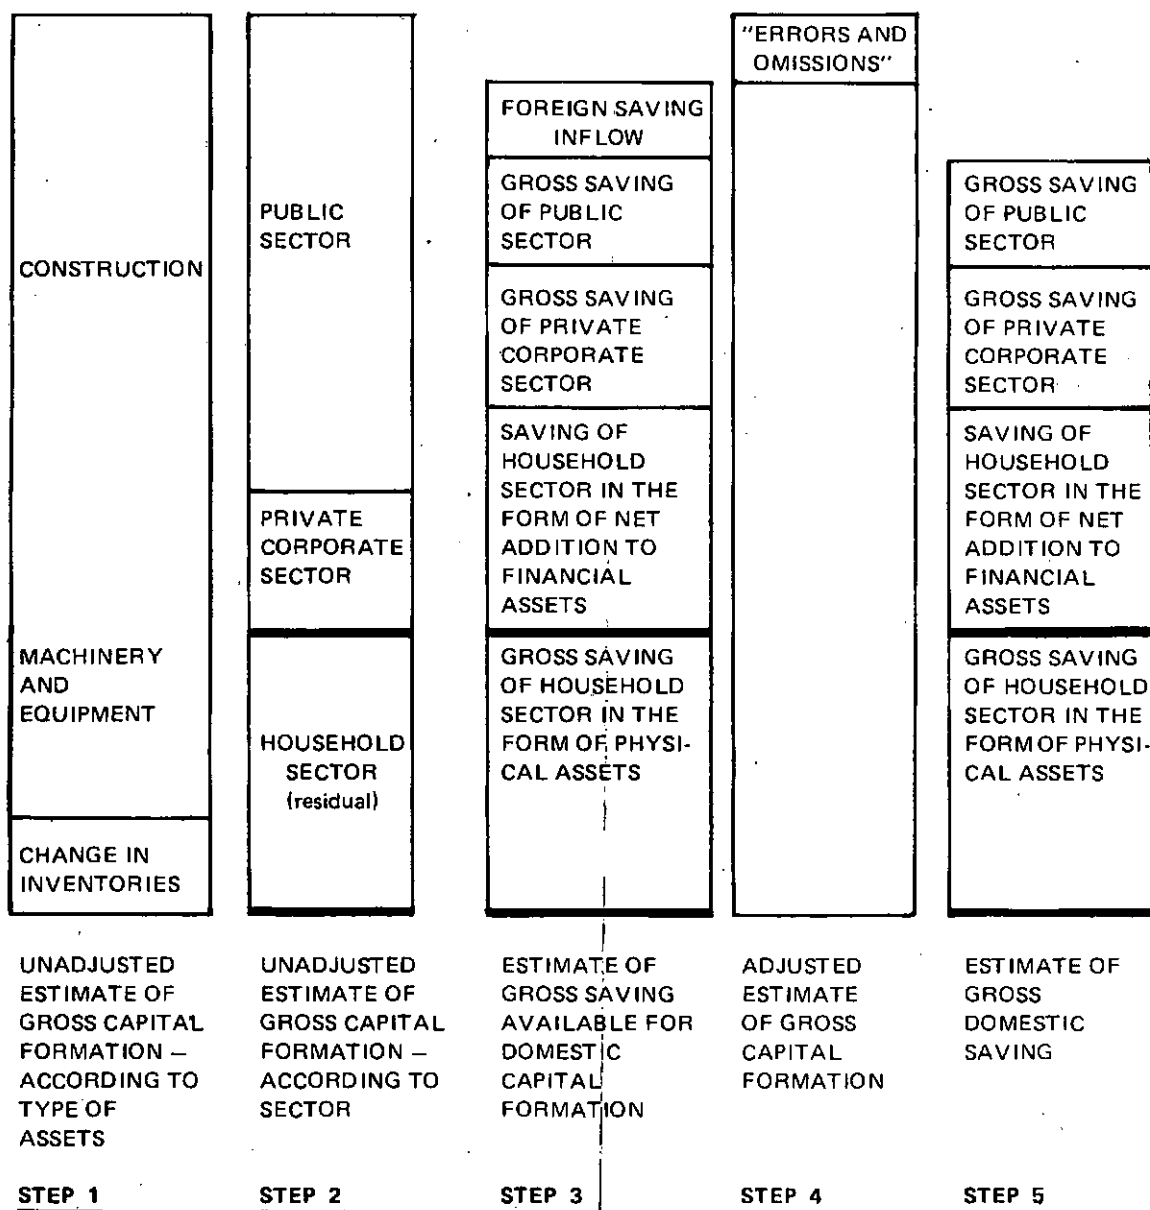 CONSTRUCTION
MACHINERY
AND
EQUIPMENT
CHANGE IN
INVENTORIES
UNADJUSTED
ESTIMATE OF
GROSS CAPITAL
FORMATION –
ACCORDING TO
TYPE OF
ASSETS
STEP 1
PUBLIC
SECTOR
PRIVATE
CORPORATE
SECTOR
HOUSEHOLD
SECTOR
(residual)
UNADJUSTED
ESTIMATE OF
GROSS CAPITAL
FORMATION –
ACCORDING TO
SECTOR
STEP 2
FOREIGN SAVING
INFLOW
GROSS SAVING
OF PUBLIC
SECTOR
GROSS SAVING
OF PRIVATE
CORPORATE
SECTOR
SAVING OF
HOUSEHOLD
SECTOR IN THE
FORM OF NET
ADDITION TO
FINANCIAL
ASSETS
GROSS SAVING
OF HOUSEHOLD
SECTOR IN THE
FORM OF PHYSI-
CAL ASSETS
ESTIMATE OF
GROSS SAVING
AVAILABLE FOR
DOMESTIC
CAPITAL
FORMATION
STEP 3
"ERRORS AND
OMISSIONS"
ADJUSTED
ESTIMATE
OF GROSS
CAPITAL
FORMATION
STEP 4
GROSS SAVING
OF PUBLIC
SECTOR
GROSS SAVING
OF PRIVATE
CORPORATE
SECTOR
SAVING OF
HOUSEHOLD
SECTOR IN THE
FORM OF NET
ADDITION TO
FINANCIAL
ASSETS
GROSS SAVING
OF HOUSEHOLD
SECTOR IN THE
FORM OF PHYSI-
CAL ASSETS
ESTIMATE OF
GROSS
DOMESTIC
SAVING
STEP 5